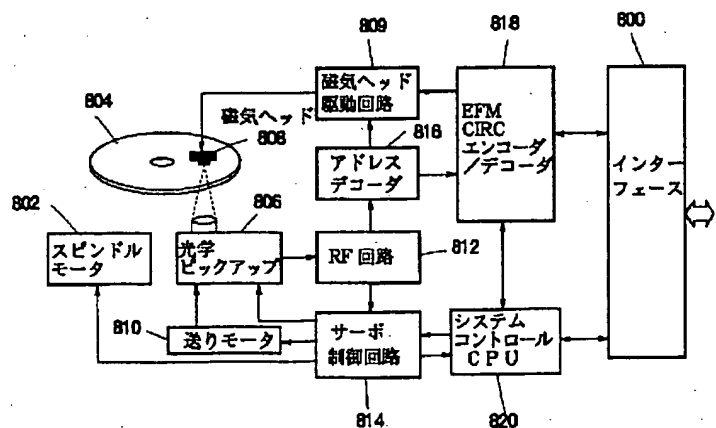 809
818
800
804
磁気ヘッド
駆動回路
EFM
CIRC
エンコーダ
/デコーダ
磁気ヘッド
808
816
アドレス
デコーダ
インター
フェース
802
806
スピンドル
モータ
光学
ピックアップ
RF回路
812
810
送りモータ
サーボ
制御回路
システム
コントロール
CPU
814
820